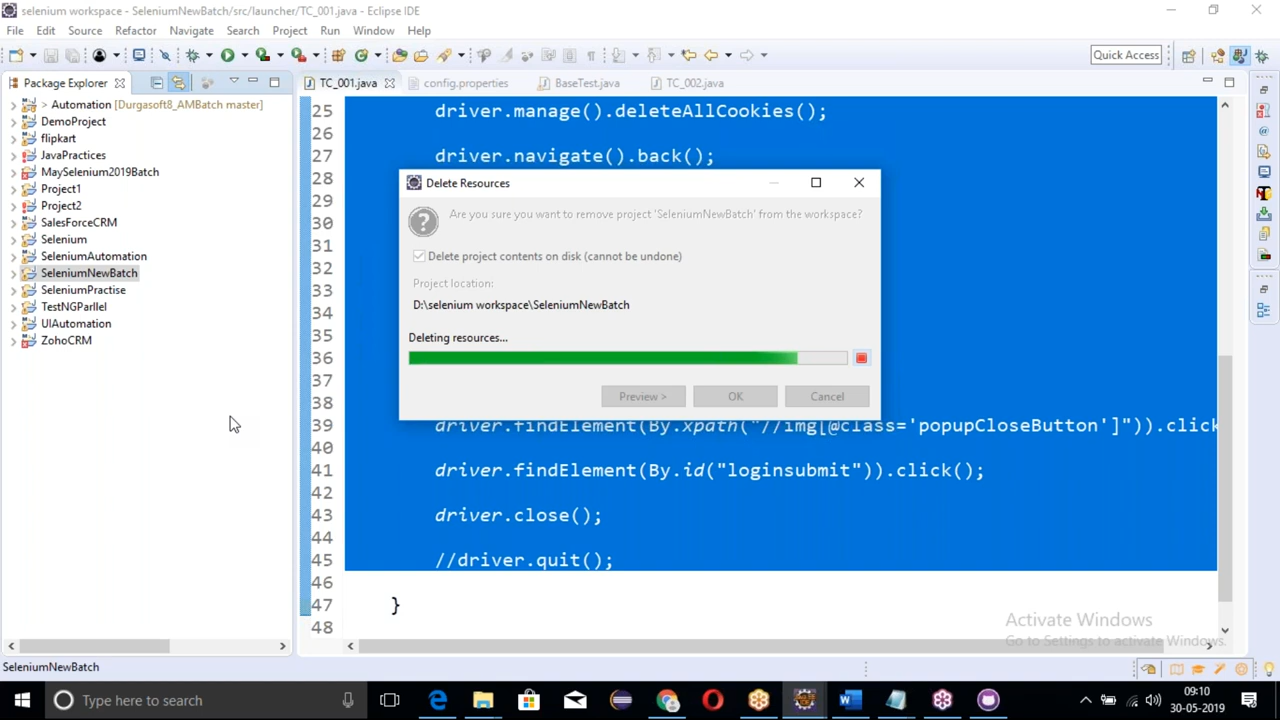 selenium workspace - SeleniumNewBatch/src/launcher/TC_001.java - Eclipse IDE
File Edit Source Refactor Navigate Search Project Run Window Help
Quick Access
Package Explorer
TC_001.java config.properties BaseTest.java TC_002.java
> Automation [Durgasoft8_AMBatch master]
DemoProject
flipkart
JavaPractices
MaySelenium2019Batch
Project1
Project2
SalesForceCRM
Selenium
SeleniumAutomation
SeleniumNewBatch
SeleniumPractise
TestNGParllel
UIAutomation
ZohoCRM
25 driver.manage().deleteAllCookies();
26
27 driver.navigate().back();
28
29
30
31
32
33
34
35
36
37
38
39 driver.findElement(By.xpath("//img[@class='popupCloseButton']")).click
40
41 driver.findElement(By.id("loginsubmit")).click();
42
43 driver.close();
44
45 //driver.quit();
46
47 }
48
Delete Resources
Are you sure you want to remove project 'SeleniumNewBatch' from the workspace?
Delete project contents on disk (cannot be undone)
Project location:
D:\selenium workspace\SeleniumNewBatch
Deleting resources...
Preview > OK Cancel
Activate Windows
Go to Settings to activate Windows.
SeleniumNewBatch
Type here to search
09:10
30-05-2019